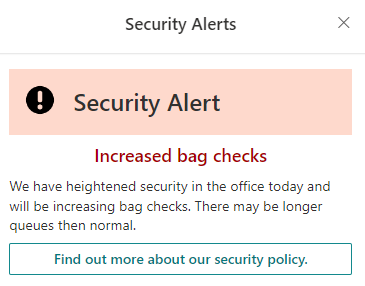 Security Alerts
Security Alert
Increased bag checks
We have heightened security in the office today and
will be increasing bag checks. There may be longer
queues then normal.
Find out more about our security policy.